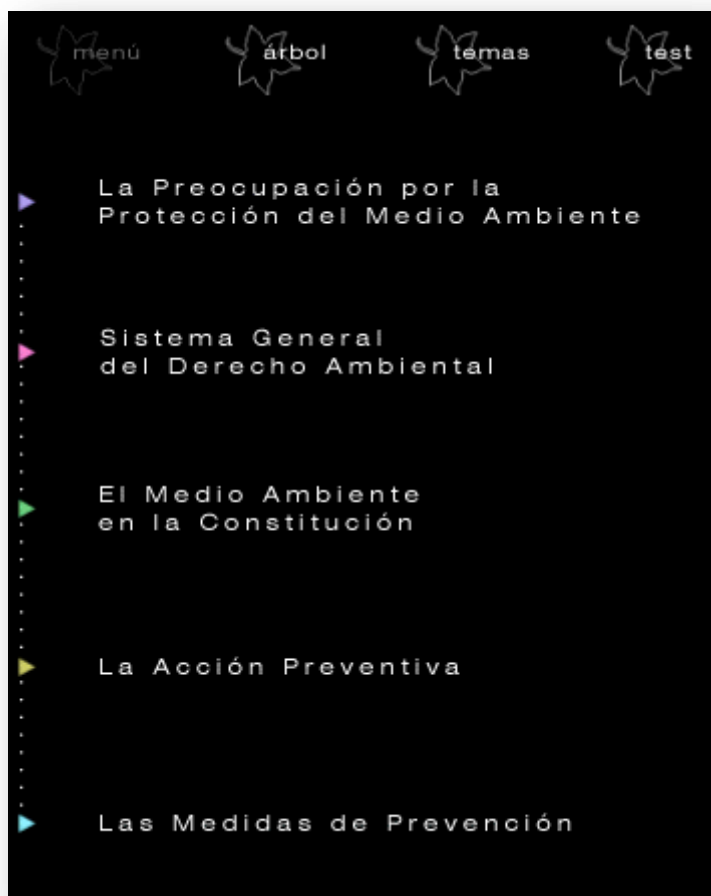 menú árbol temas test
La Preocupación por la
Protección del Medio Ambiente
Sistema General
del Derecho Ambiental
El Medio Ambiente
en la Constitución
La Acción Preventiva
Las Medidas de Prevención